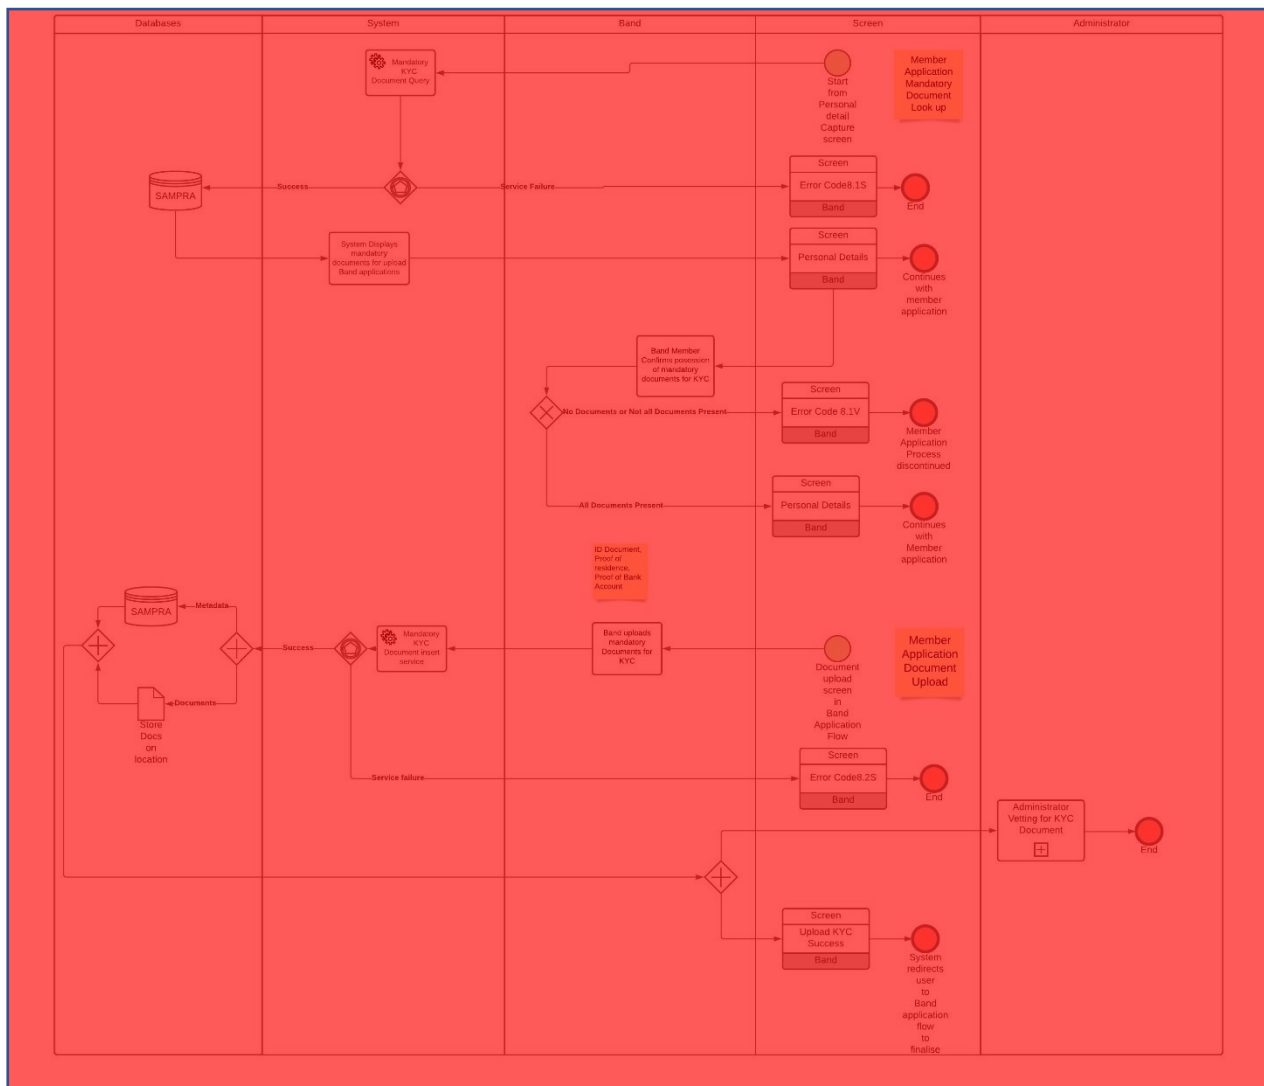 Databases
System
Band
Screen
Administrator
Mandatory
KYC
Document Query
Start
from
Personal
detail
Capture
screen
Member
Application
Mandatory
Document
Look up
SAMPRA
Success
Service Failure
Screen
Error Code8.1S
Band
End
System Displays
mandatory
documents for upload
Band applications
Screen
Personal Details
Band
Continues
with
member
application
Band Member
Confirms possession
of mandatory
documents for KYC
No Documents or Not all Documents Present
Screen
Error Code 8.1V
Band
Member
Application
Process
discontinued
All Documents Present
Screen
Personal Details
Band
Continues
with
Member
application
ID Document,
Proof of
residence,
Proof of Bank
Account
SAMPRA
Metadata
Success
Mandatory
KYC
Document insert
service
Band uploads
mandatory
Documents for
KYC
Document
upload
screen
in
Band
Application
Flow
Member
Application
Document
Upload
Documents
Store
Docs
on
location
Service failure
Screen
Error Code8.2S
Band
End
Administrator
Vetting for KYC
Document
End
Screen
Upload KYC
Success
Band
System
redirects
user
to
Band
application
flow
to
finalise